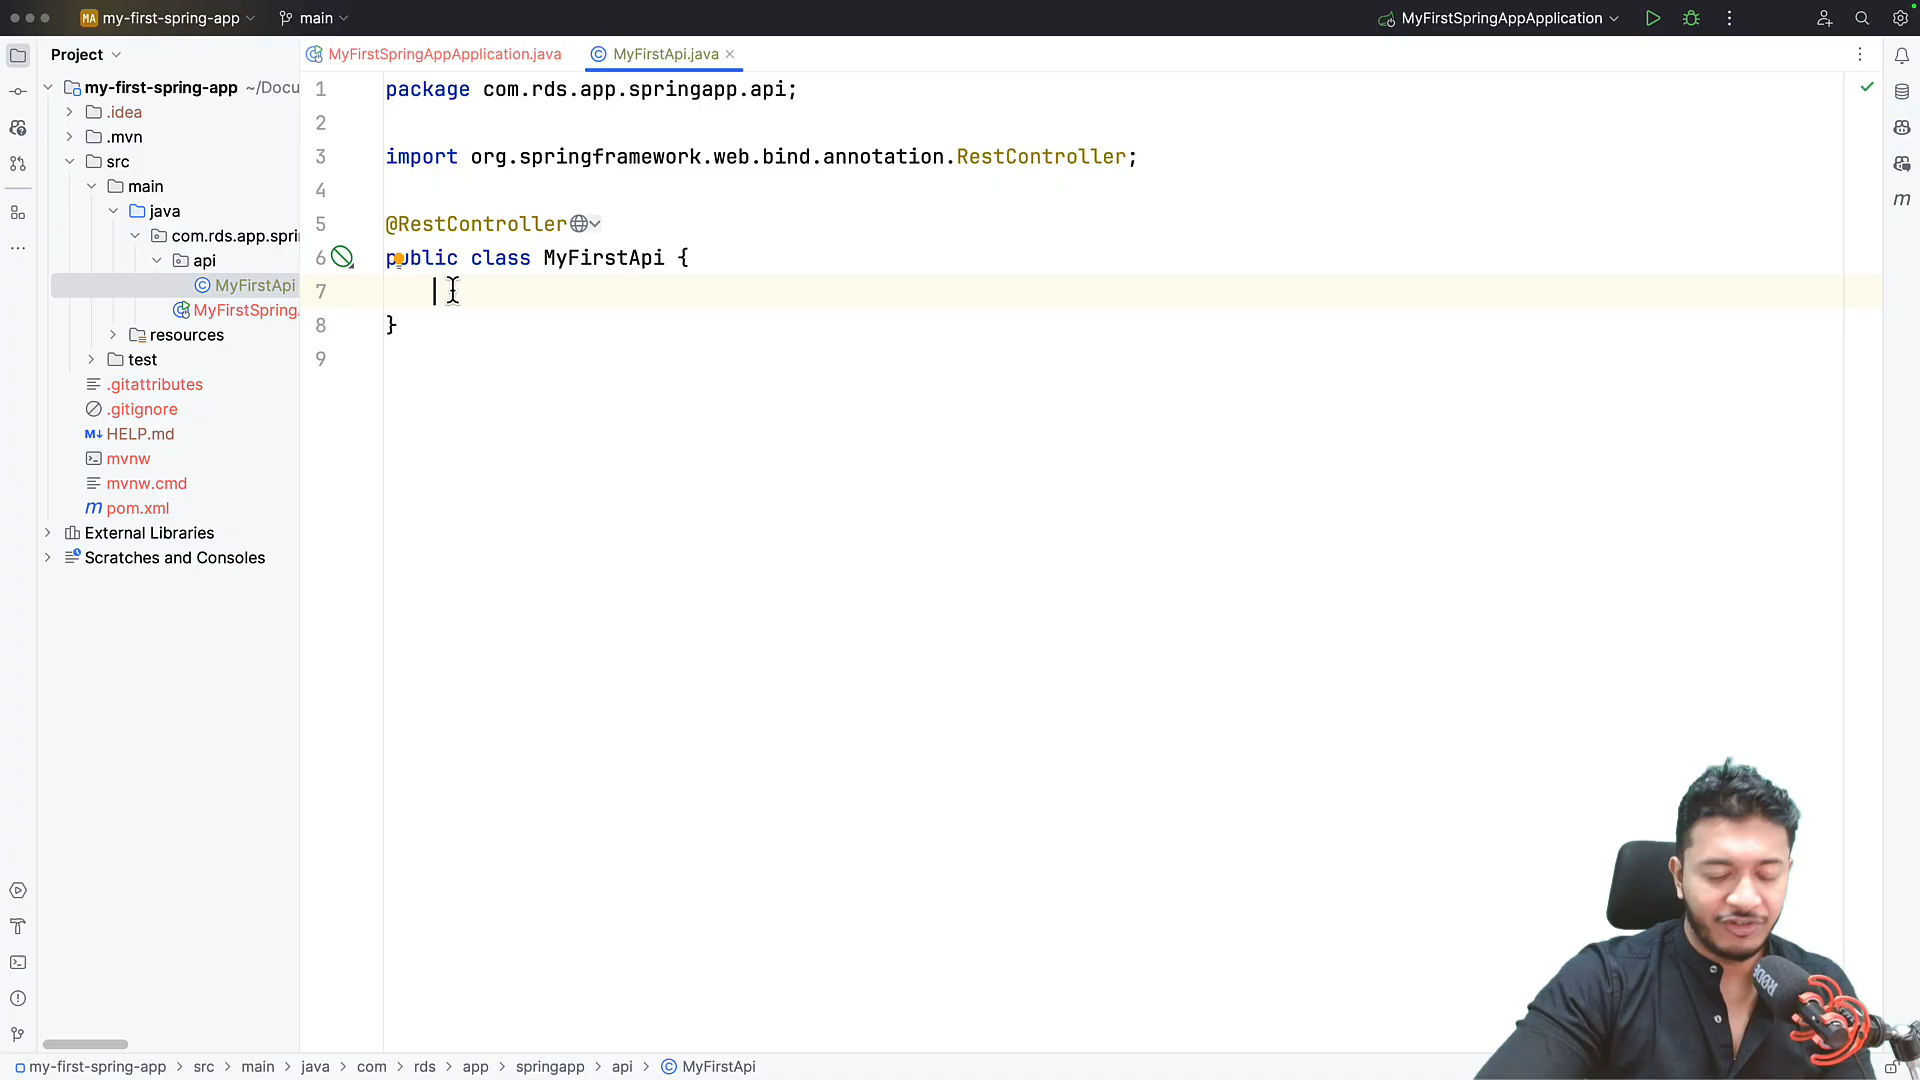 MA my-first-spring-app main MyFirstSpringAppApplication
Project
MyFirstSpringAppApplication.java MyFirstApi.java
my-first-spring-app ~/Docu
.idea
.mvn
src
main
java
com.rds.app.spri
api
MyFirstApi
MyFirstSpring
resources
test
.gitattributes
.gitignore
M↓ HELP.md
mvnw
mvnw.cmd
m pom.xml
External Libraries
Scratches and Consoles
1 package com.rds.app.springapp.api;
2
3 import org.springframework.web.bind.annotation.RestController;
4
5 @RestController
6 public class MyFirstApi {
7
8 }
9
m
RØDE
my-first-spring-app > src > main > java > com > rds > app > springapp > api > MyFirstApi